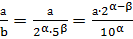 a/b = a/(2^α·5^β) = (a·2^(α−β))/10^α